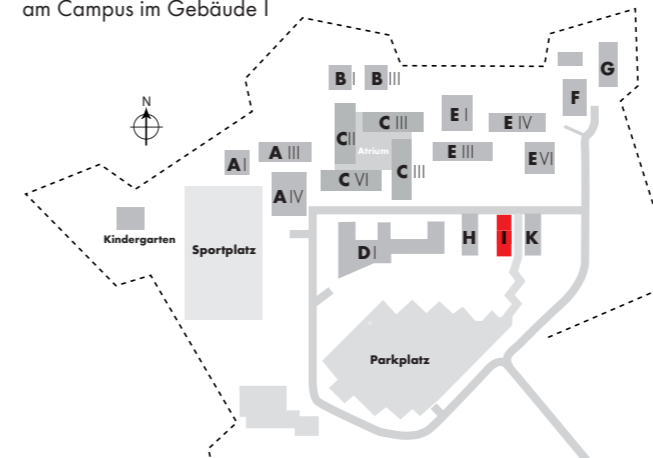 am Campus im Gebäude I
G
B I
B III
F
N
E I
C III
E IV
C II
Atrium
A III
E III
A I
E VI
C III
C VI
A IV
Kindergarten
Sportplatz
D I
H
I
K
Parkplatz